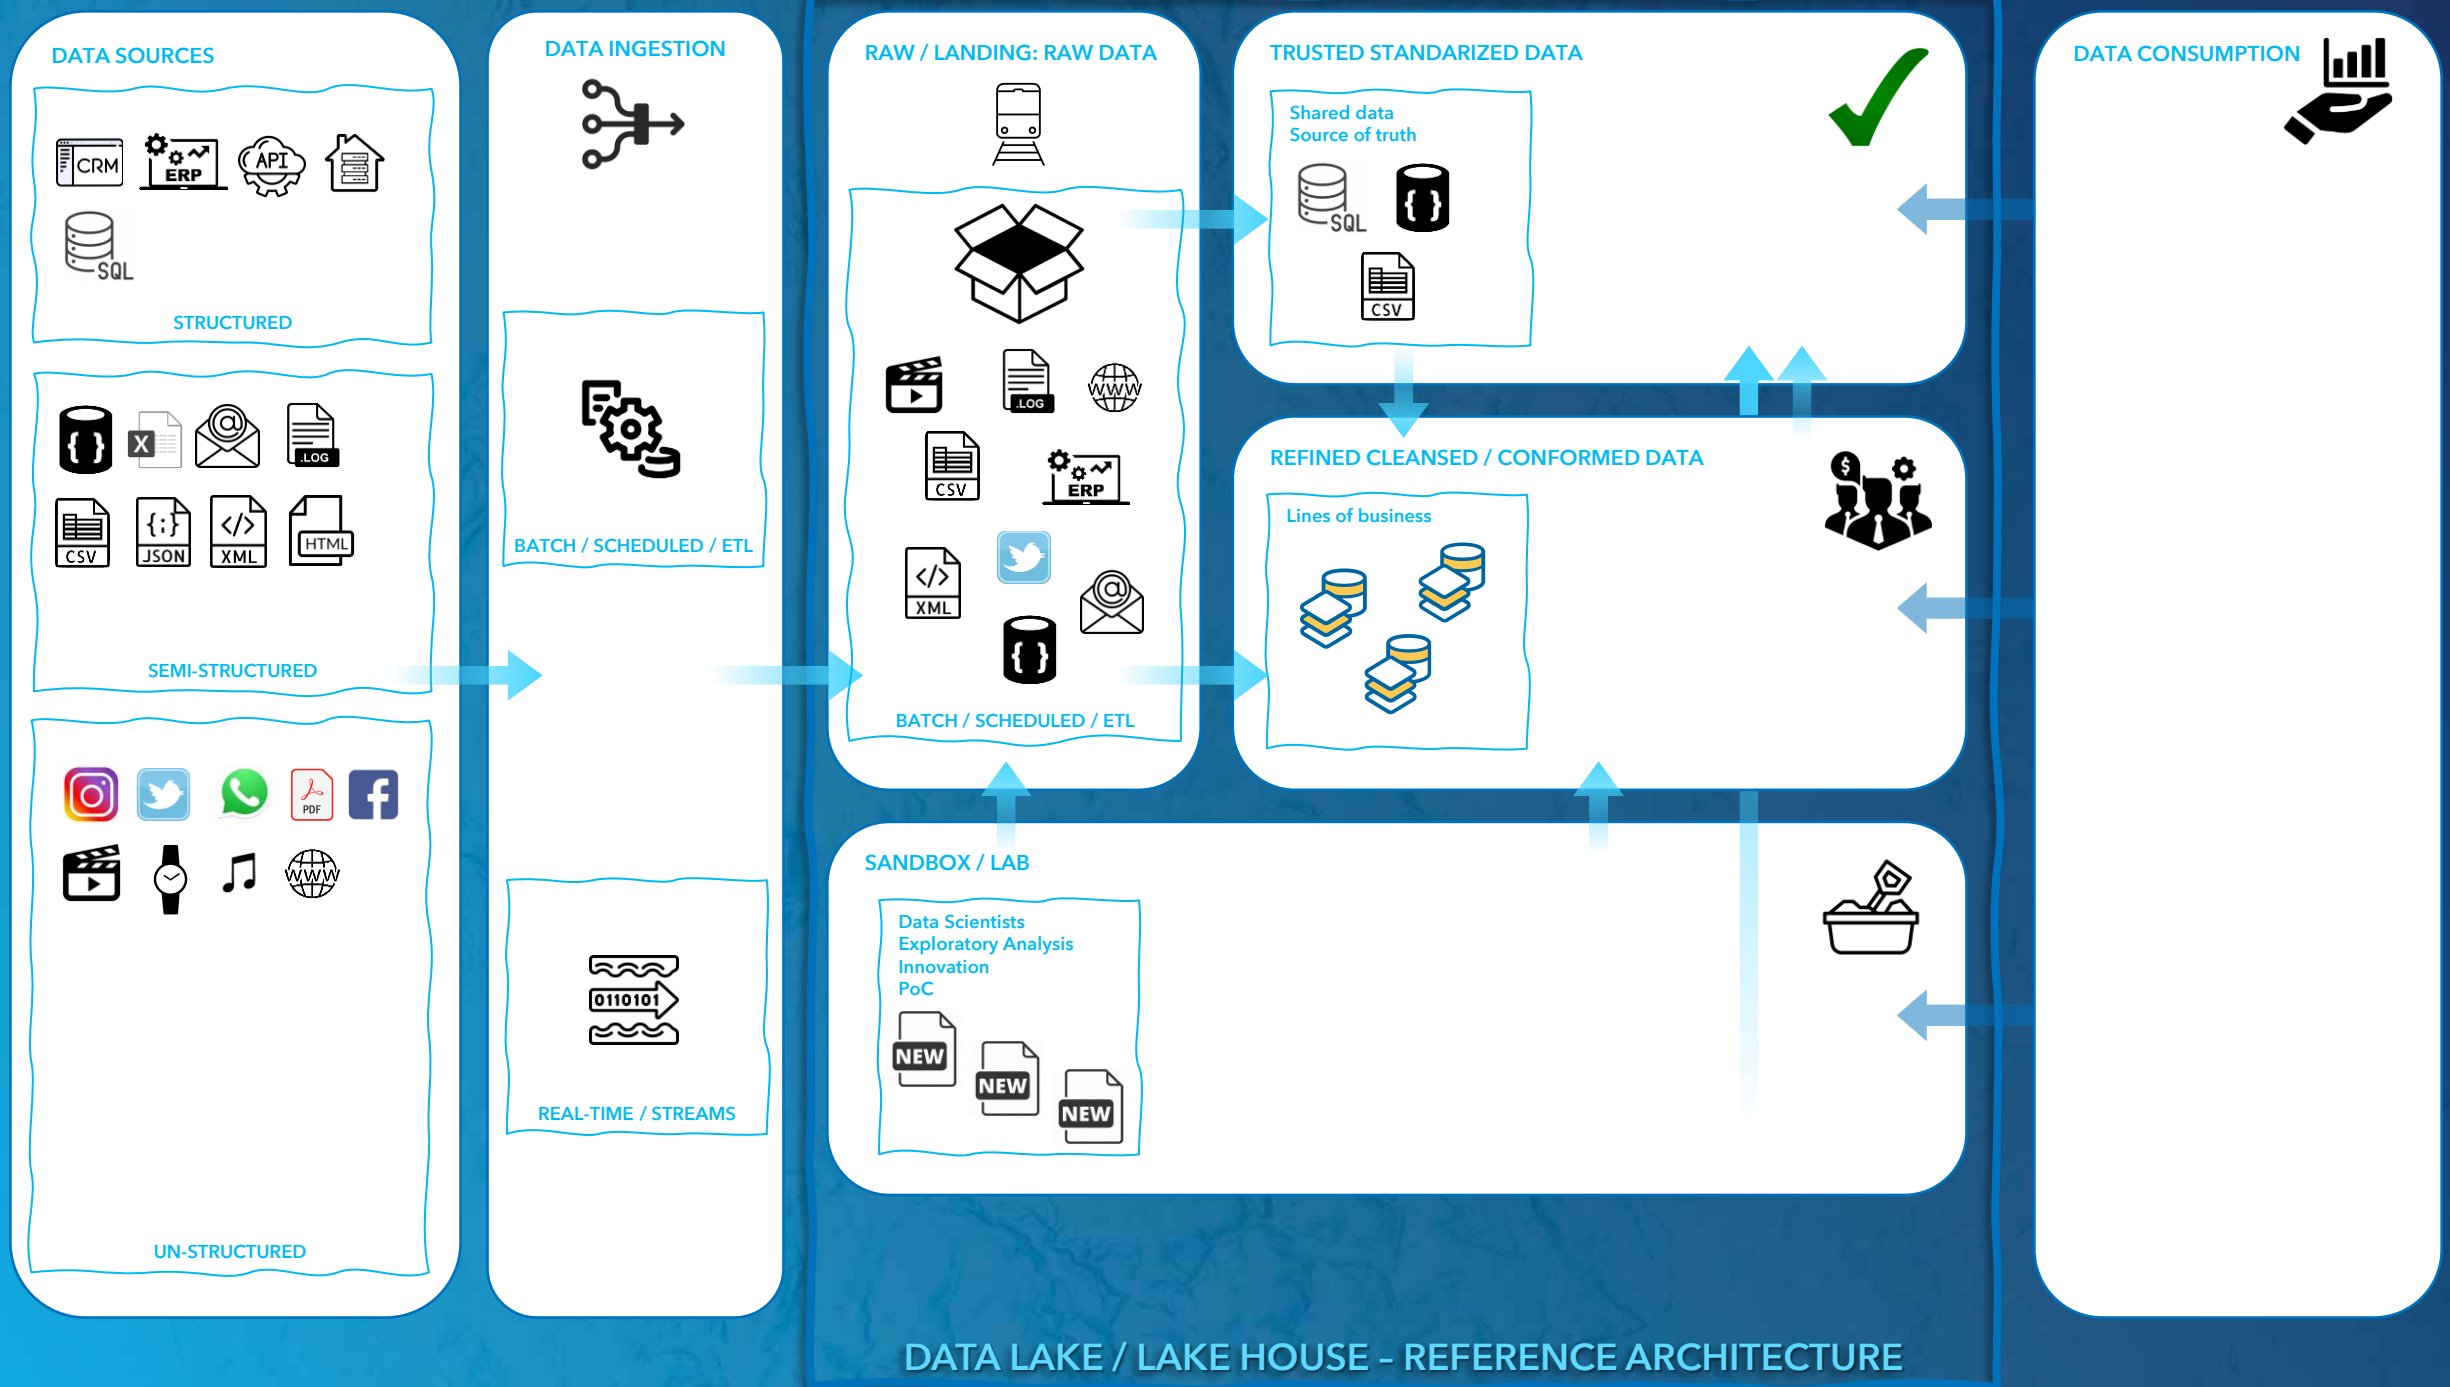 DATA SOURCES
CRM
ERP
API
SQL
STRUCTURED
{ }
X
@
.LOG
CSV
{;}
JSON
</>
XML
HTML
SEMI-STRUCTURED
PDF
WWW
UN-STRUCTURED
DATA INGESTION
BATCH / SCHEDULED / ETL
0110101
REAL-TIME / STREAMS
RAW / LANDING: RAW DATA
.LOG
WWW
CSV
ERP
</>
XML
@
{ }
BATCH / SCHEDULED / ETL
TRUSTED STANDARIZED DATA
Shared data
Source of truth
SQL
{ }
CSV
REFINED CLEANSED / CONFORMED DATA
$
Lines of business
SANDBOX / LAB
Data Scientists
Exploratory Analysis
Innovation
PoC
NEW
NEW
NEW
DATA CONSUMPTION
DATA LAKE / LAKE HOUSE – REFERENCE ARCHITECTURE